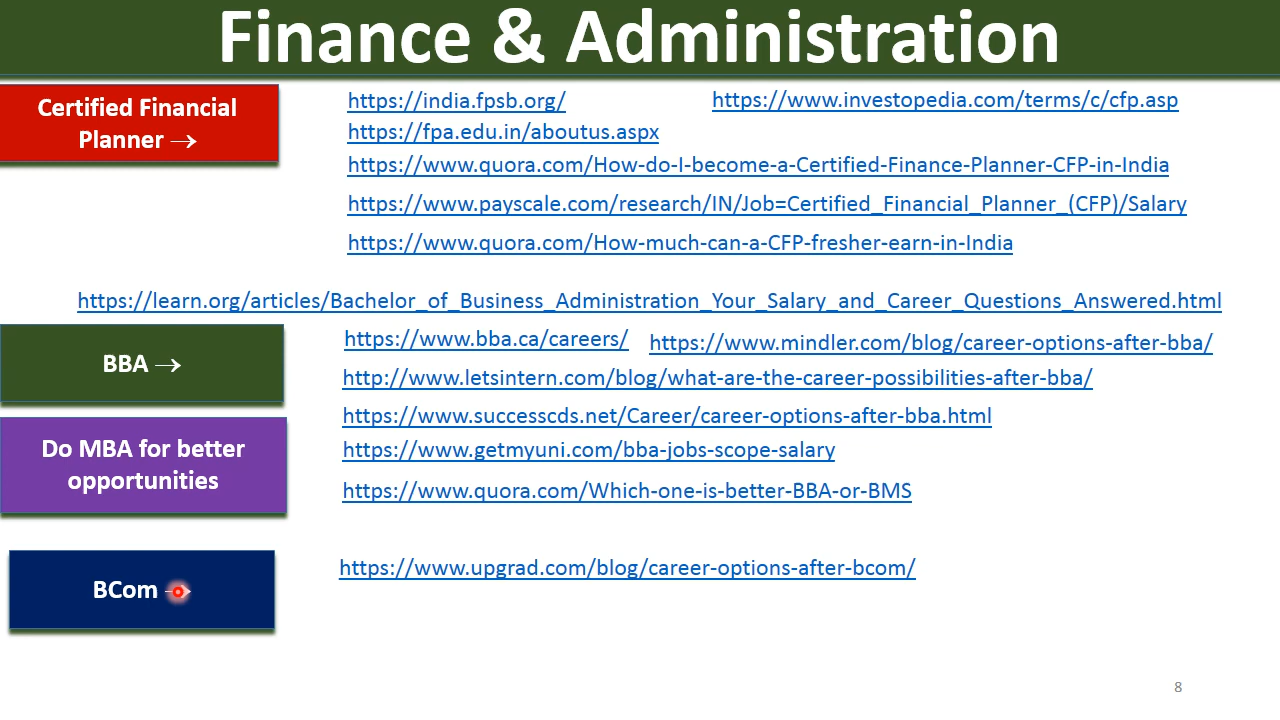 Finance & Administration
Certified Financial
Planner →
https://india.fpsb.org/ https://www.investopedia.com/terms/c/cfp.asp
https://fpa.edu.in/aboutus.aspx
https://www.quora.com/How-do-I-become-a-Certified-Finance-Planner-CFP-in-India
https://www.payscale.com/research/IN/Job=Certified_Financial_Planner_(CFP)/Salary
https://www.quora.com/How-much-can-a-CFP-fresher-earn-in-India
https://learn.org/articles/Bachelor_of_Business_Administration_Your_Salary_and_Career_Questions_Answered.html
BBA →
https://www.bba.ca/careers/ https://www.mindler.com/blog/career-options-after-bba/
http://www.letsintern.com/blog/what-are-the-career-possibilities-after-bba/
https://www.successcds.net/Career/career-options-after-bba.html
Do MBA for better
opportunities
https://www.getmyuni.com/bba-jobs-scope-salary
https://www.quora.com/Which-one-is-better-BBA-or-BMS
BCom →
https://www.upgrad.com/blog/career-options-after-bcom/
8